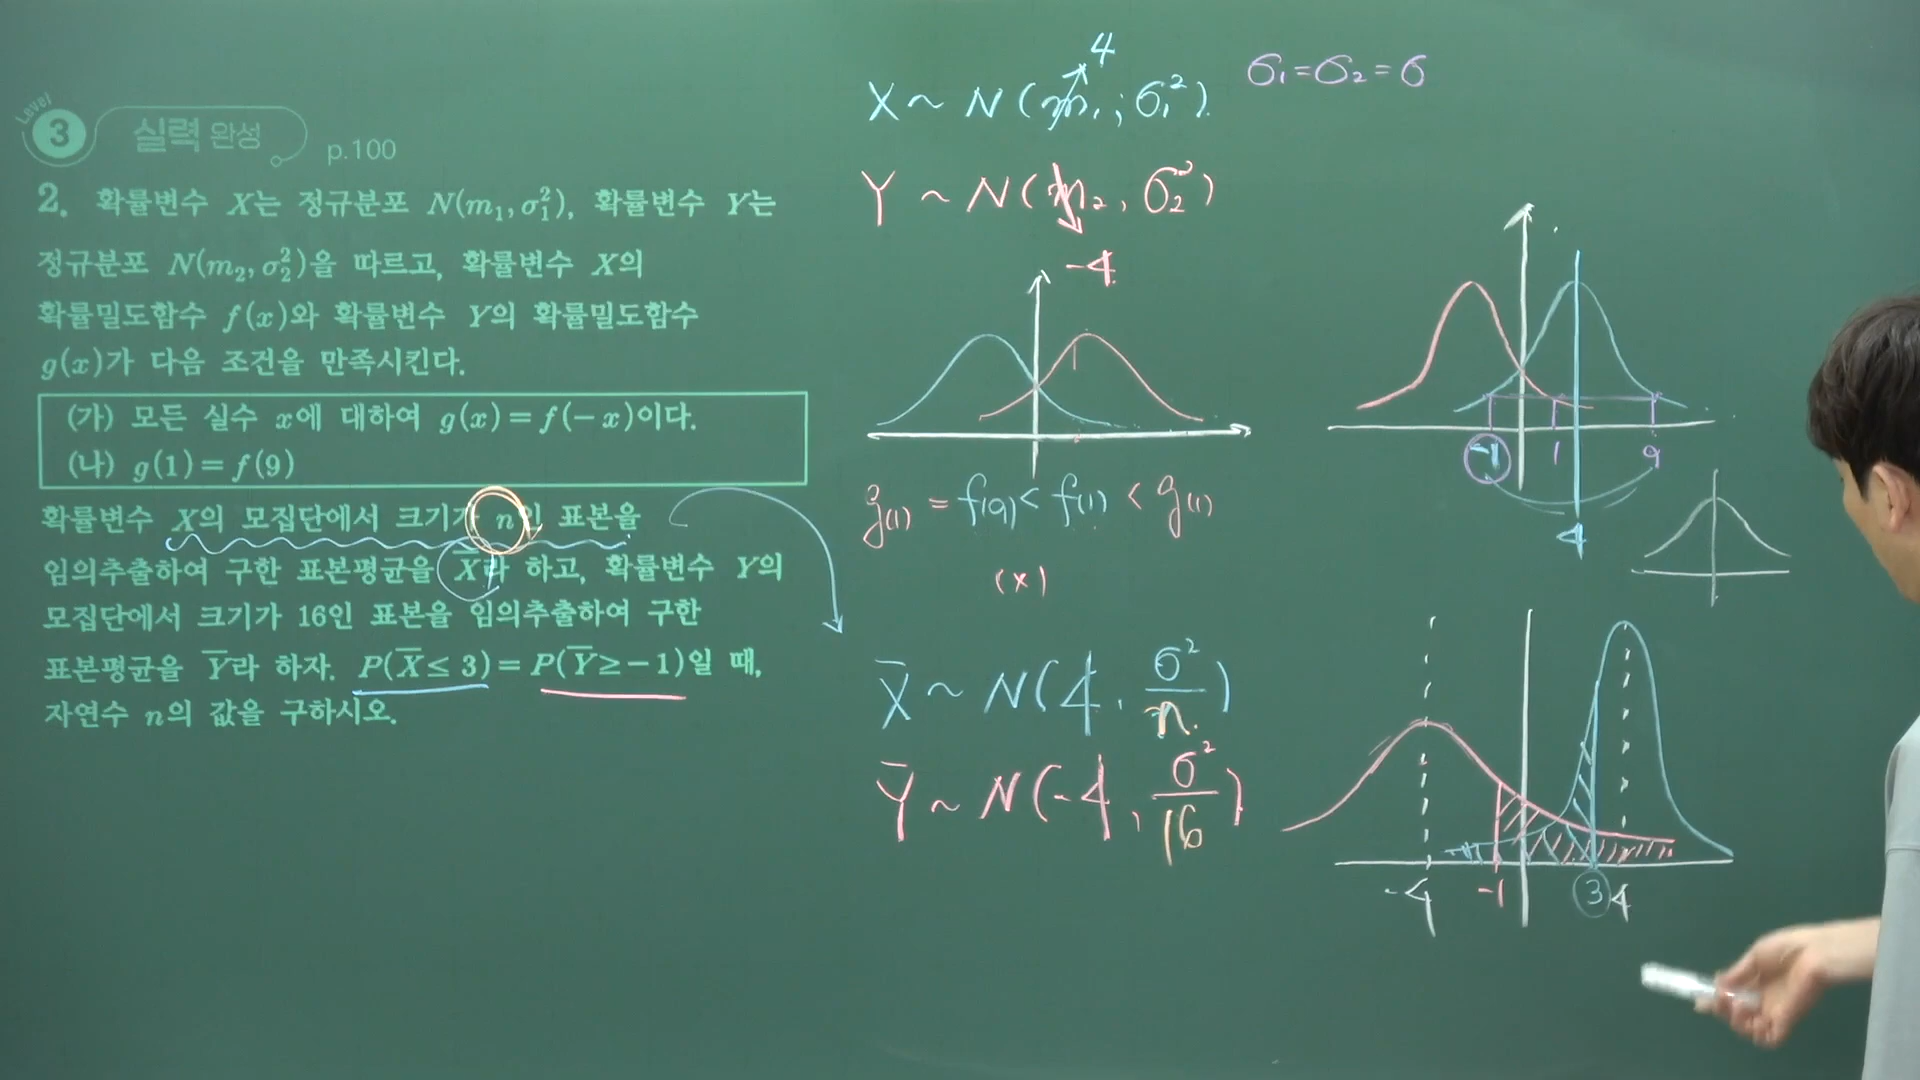 Level 3 실력 완성 p.100
2. 확률변수 X는 정규분포 N(m₁, σ₁²), 확률변수 Y는
정규분포 N(m₂, σ₂²)을 따르고, 확률변수 X의
확률밀도함수 f(x)와 확률변수 Y의 확률밀도함수
g(x)가 다음 조건을 만족시킨다.
(가) 모든 실수 x에 대하여 g(x)=f(-x)이다.
(나) g(1)=f(9)
확률변수 X의 모집단에서 크기가 n인 표본을
임의추출하여 구한 표본평균을 X̅라 하고, 확률변수 Y의
모집단에서 크기가 16인 표본을 임의추출하여 구한
표본평균을 Y̅라 하자. P(X̅≤3)=P(Y̅≥-1)일 때,
자연수 n의 값을 구하시오.
4
X ~ N(m₁, σ₁²)
σ₁=σ₂=σ
Y ~ N(m₂, σ₂²)
-4
g(1) = f(9) < f(1) < g(1)
(x)
X̅ ~ N(4, σ²/n)
Y̅ ~ N(-4, σ²/16)
-1 1 9
4
-4 -1 3 4